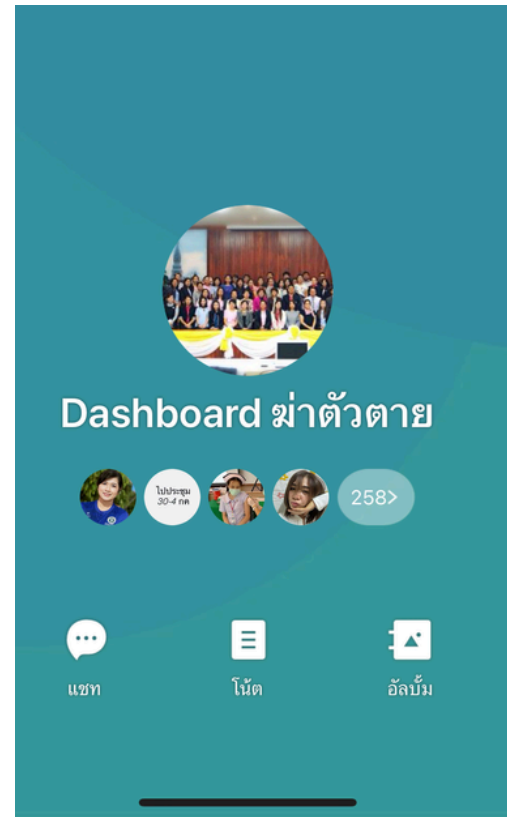 Dashboard ฆ่าตัวตาย
ไปประชุม
30-4 กค
258>
แชท
โน้ต
อัลบั้ม